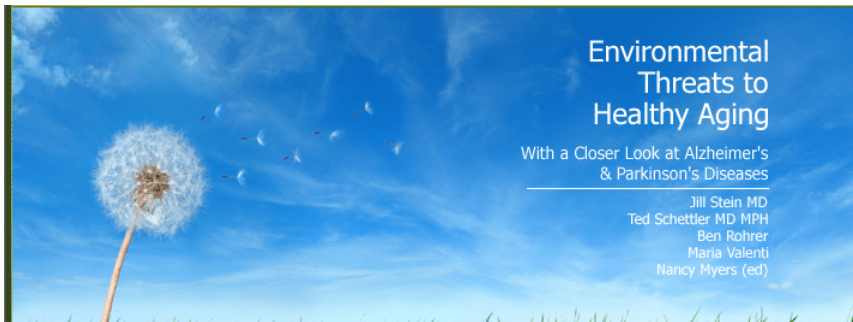 Environmental
Threats to
Healthy Aging
With a Closer Look at Alzheimer's
& Parkinson's Diseases
Jill Stein MD
Ted Schettler MD MPH
Ben Rohrer
Maria Valenti
Nancy Myers (ed)